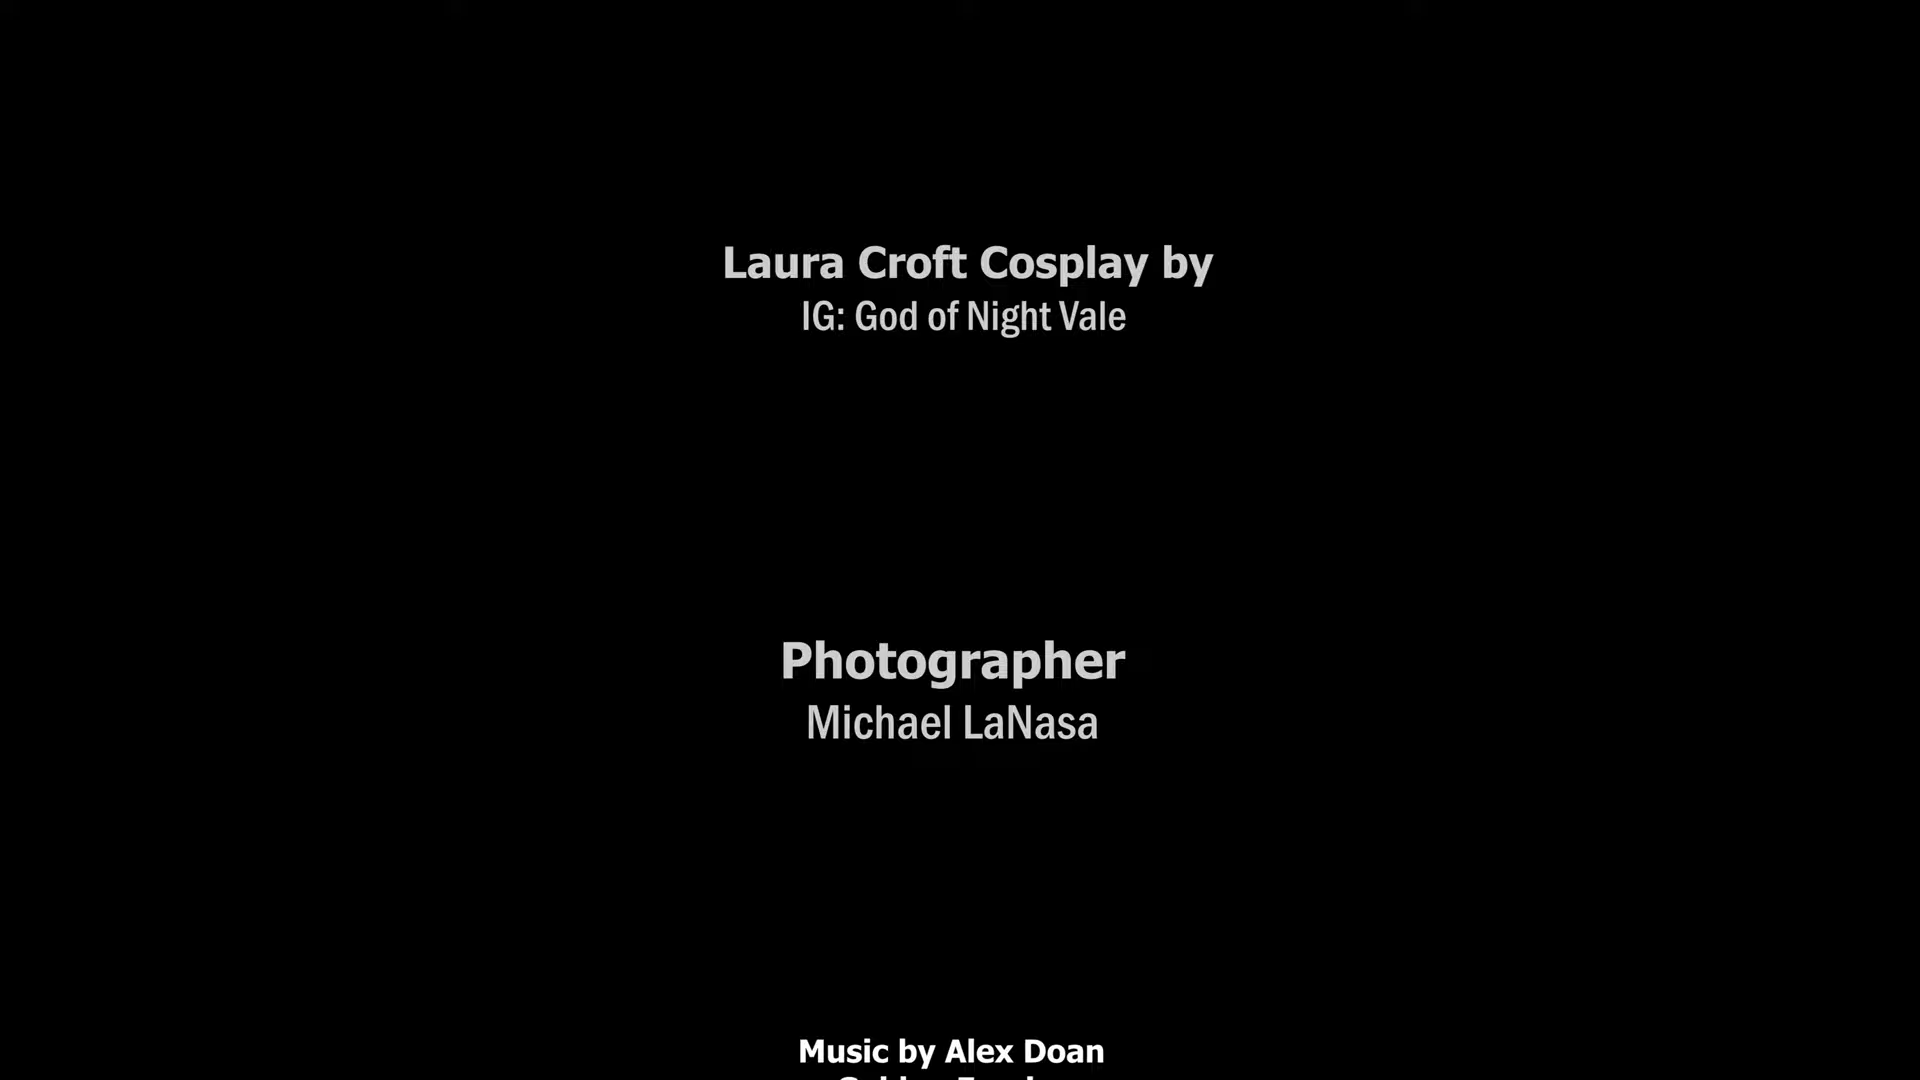 Laura Croft Cosplay by
IG: God of Night Vale
Photographer
Michael LaNasa
Music by Alex Doan